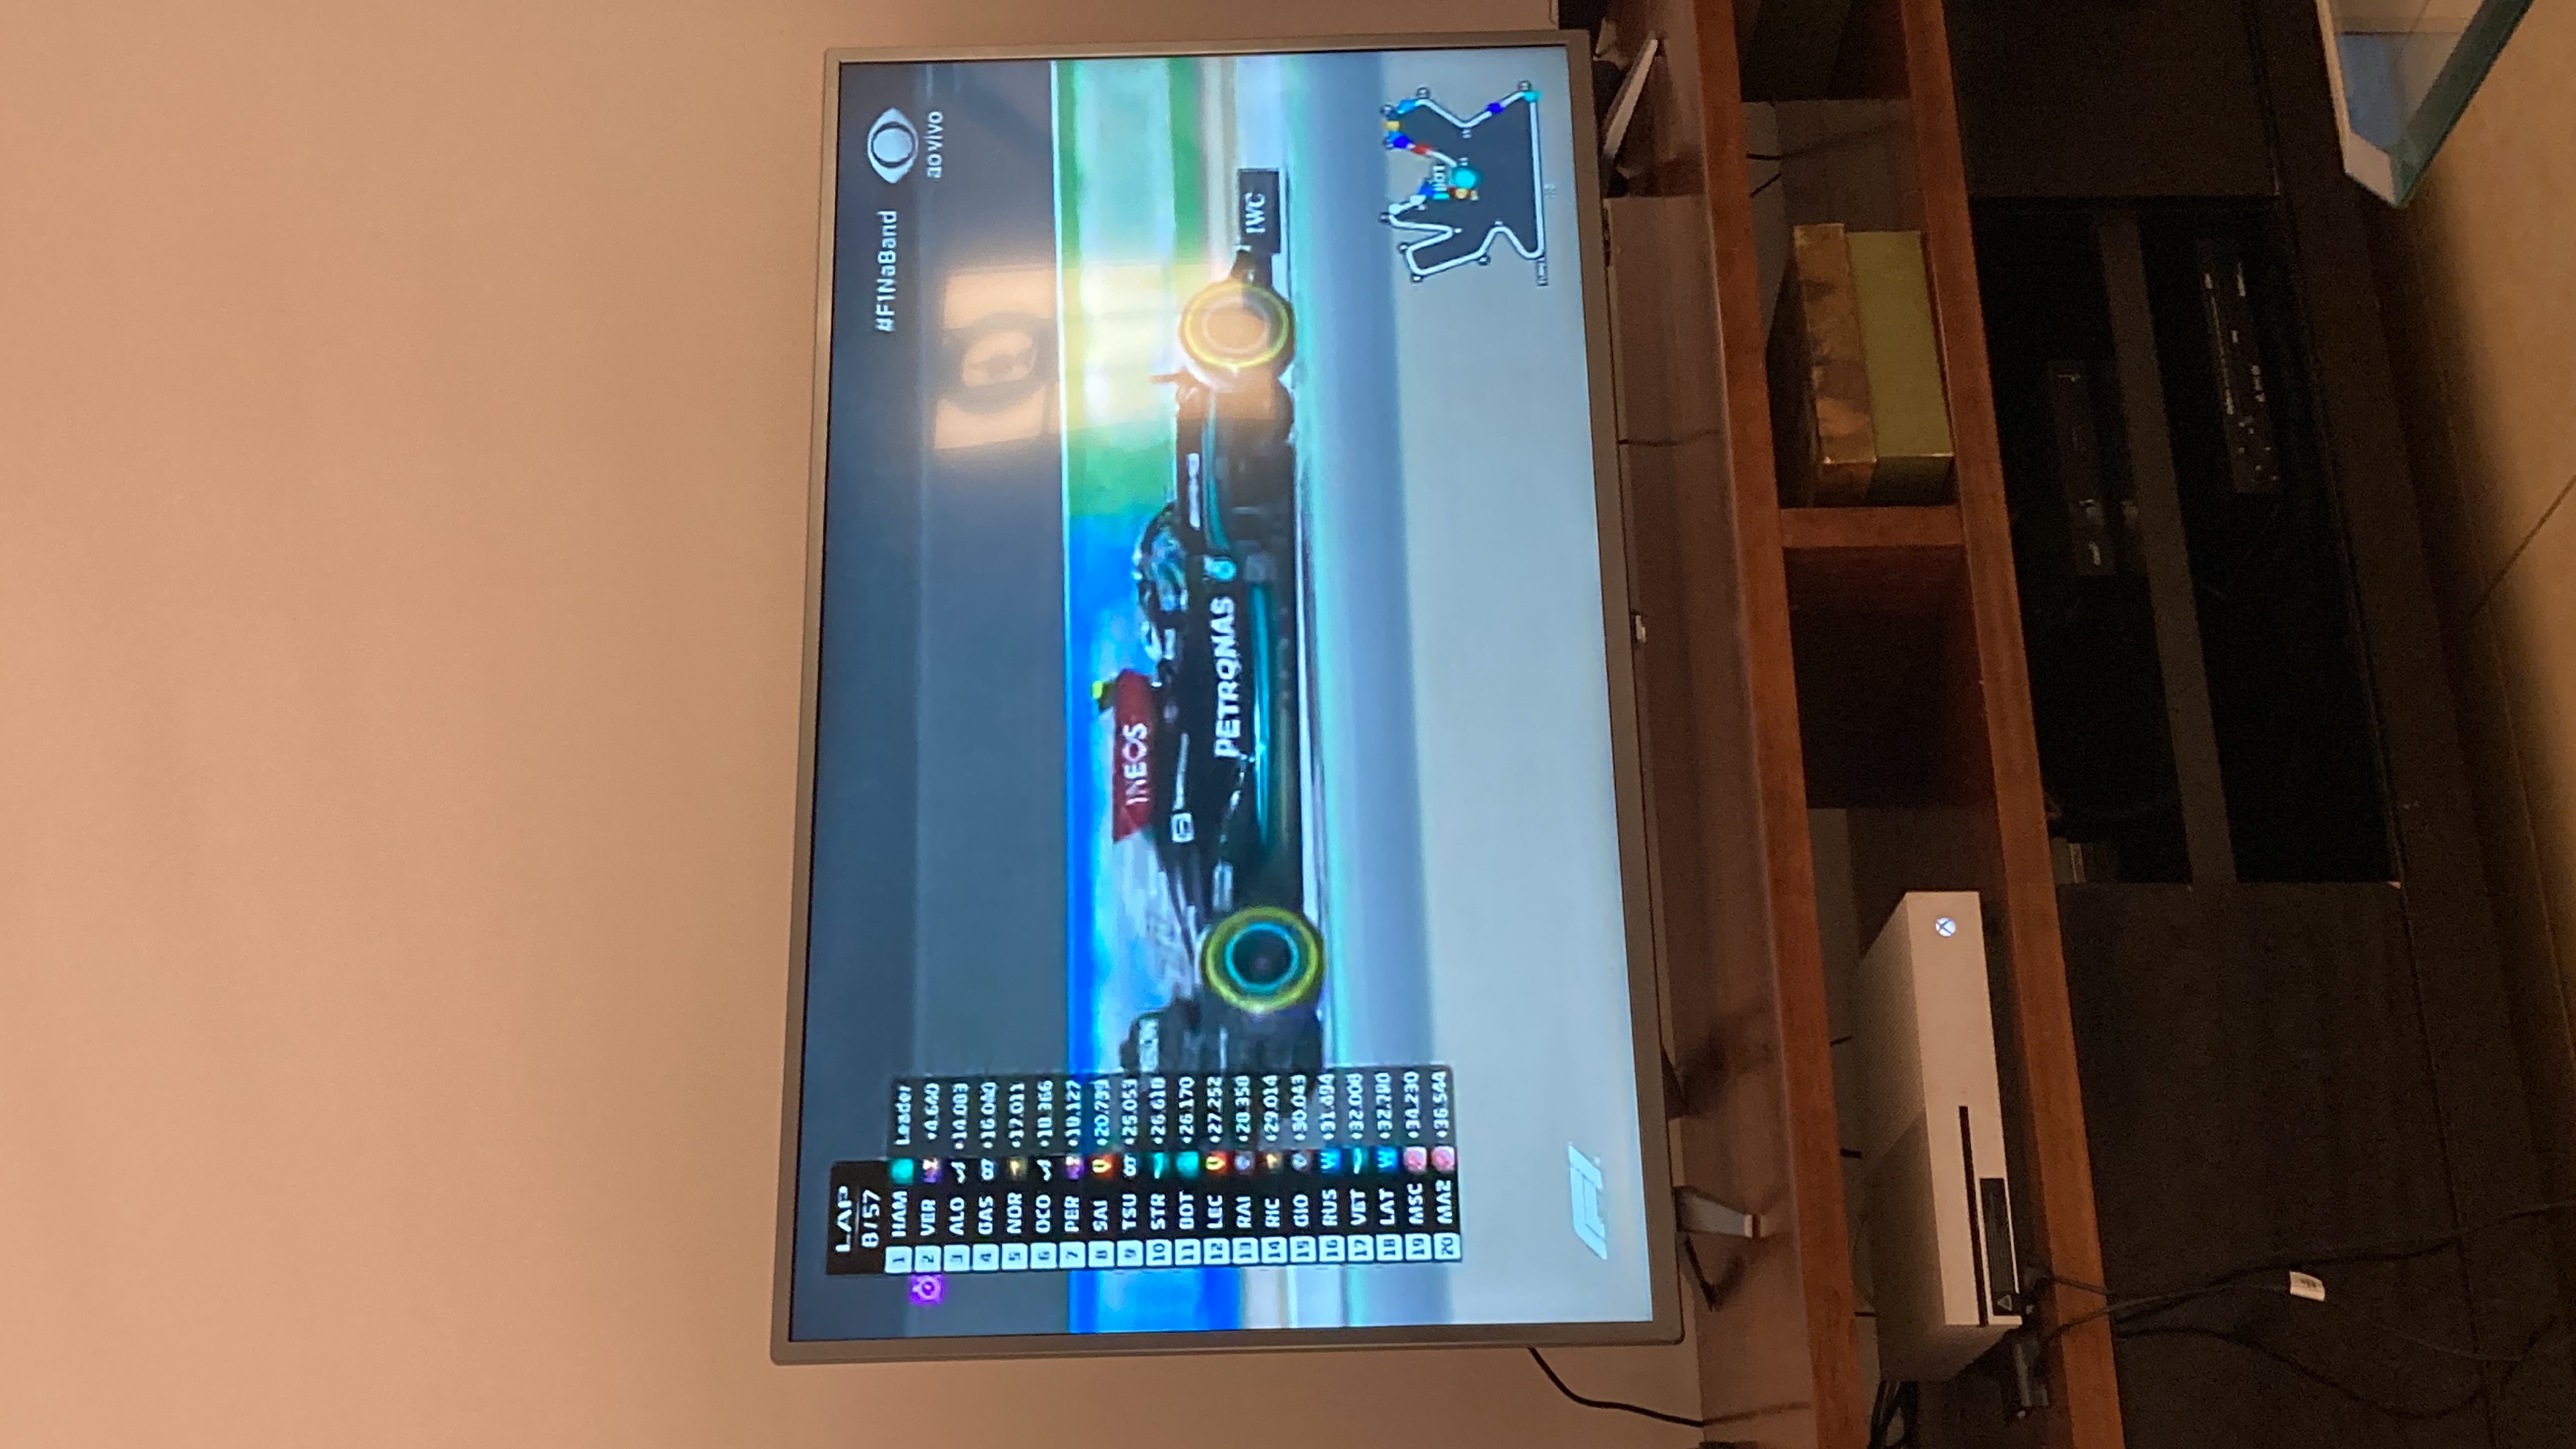 LAP
8/57
1 HAM Leader
2 VER +4.640
3 ALO +14.083
4 GAS +16.040
5 NOR +17.011
6 OCO +18.366
7 PER +19.127
8 SAI +20.739
9 TSU +25.053
10 STR +26.618
11 BOT +26.170
12 LEC +27.252
13 RAI +28.358
14 RIC +29.014
15 GIO +30.043
16 RUS W +31.494
17 VET +32.008
18 LAT W +32.780
19 MSC +34.230
20 MAZ +36.544
#F1NaBand
ao vivo
INEOS
PETRONAS
IWC
BOT
F1